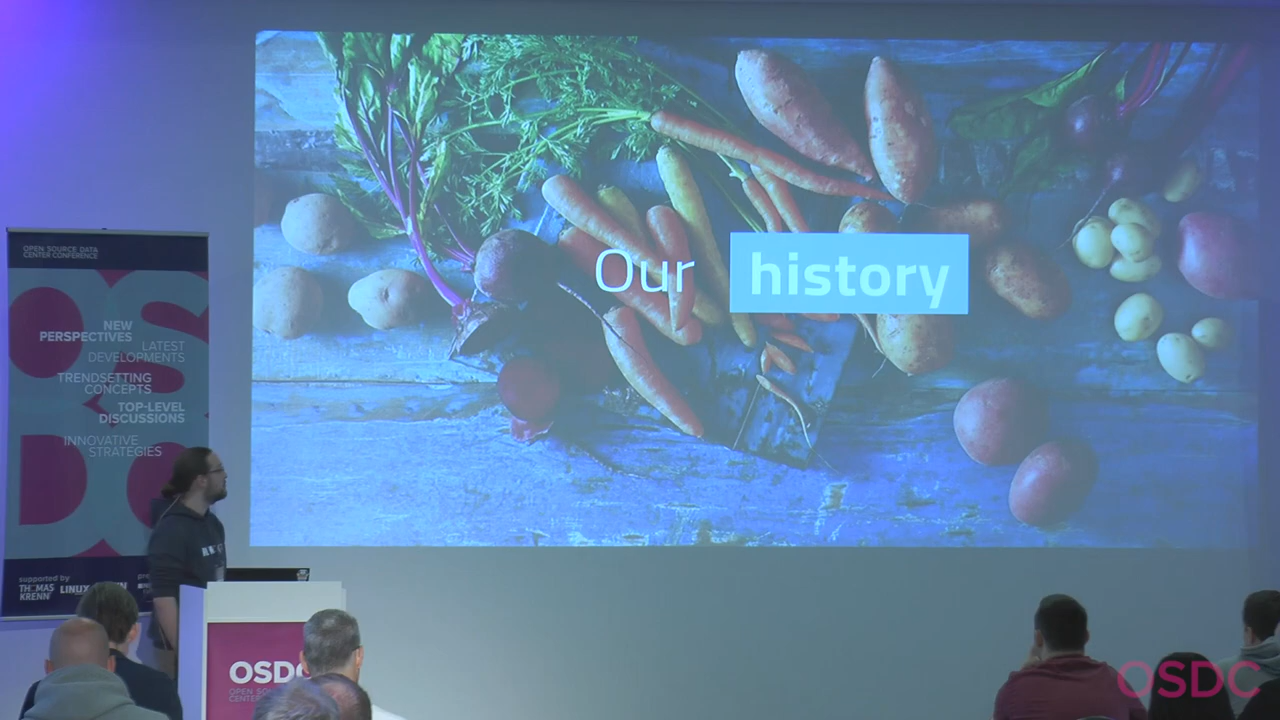 Our history
OPEN SOURCE DATA
CENTER CONFERENCE
NEW
PERSPECTIVES
LATEST
DEVELOPMENTS
TRENDSETTING
CONCEPTS
TOP-LEVEL
DISCUSSIONS
INNOVATIVE
STRATEGIES
supported by
THOMAS
KRENN
OSDC
OSDC